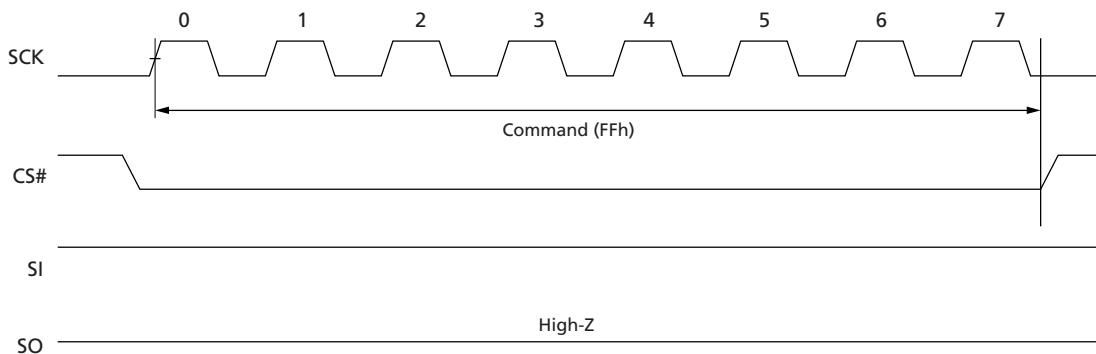 0 1 2 3 4 5 6 7
SCK
Command (FFh)
CS#
SI
High-Z
SO